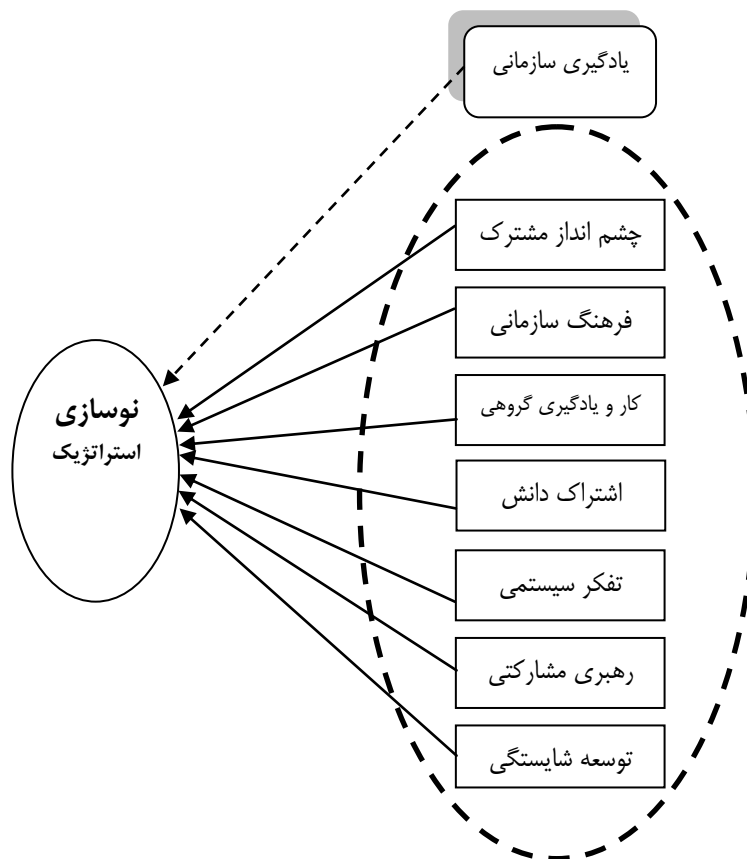 یادگیری سازمانی
چشم انداز مشترک
فرهنگ سازمانی
کار و یادگیری گروهی
اشتراک دانش
تفکر سیستمی
رهبری مشارکتی
توسعه شایستگی
نوسازی
استراتژیک